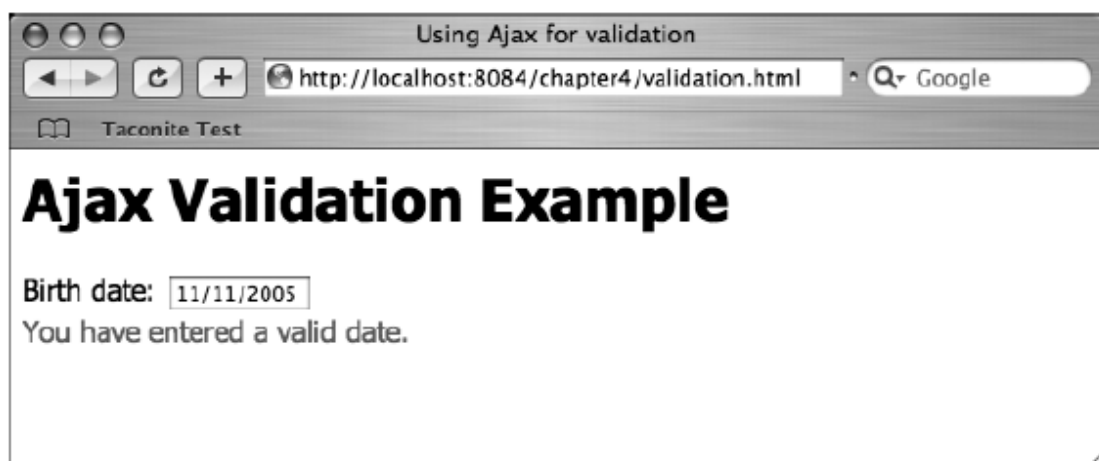 Using Ajax for validation
http://localhost:8084/chapter4/validation.html
Google
Taconite Test
Ajax Validation Example
Birth date: 11/11/2005
You have entered a valid date.